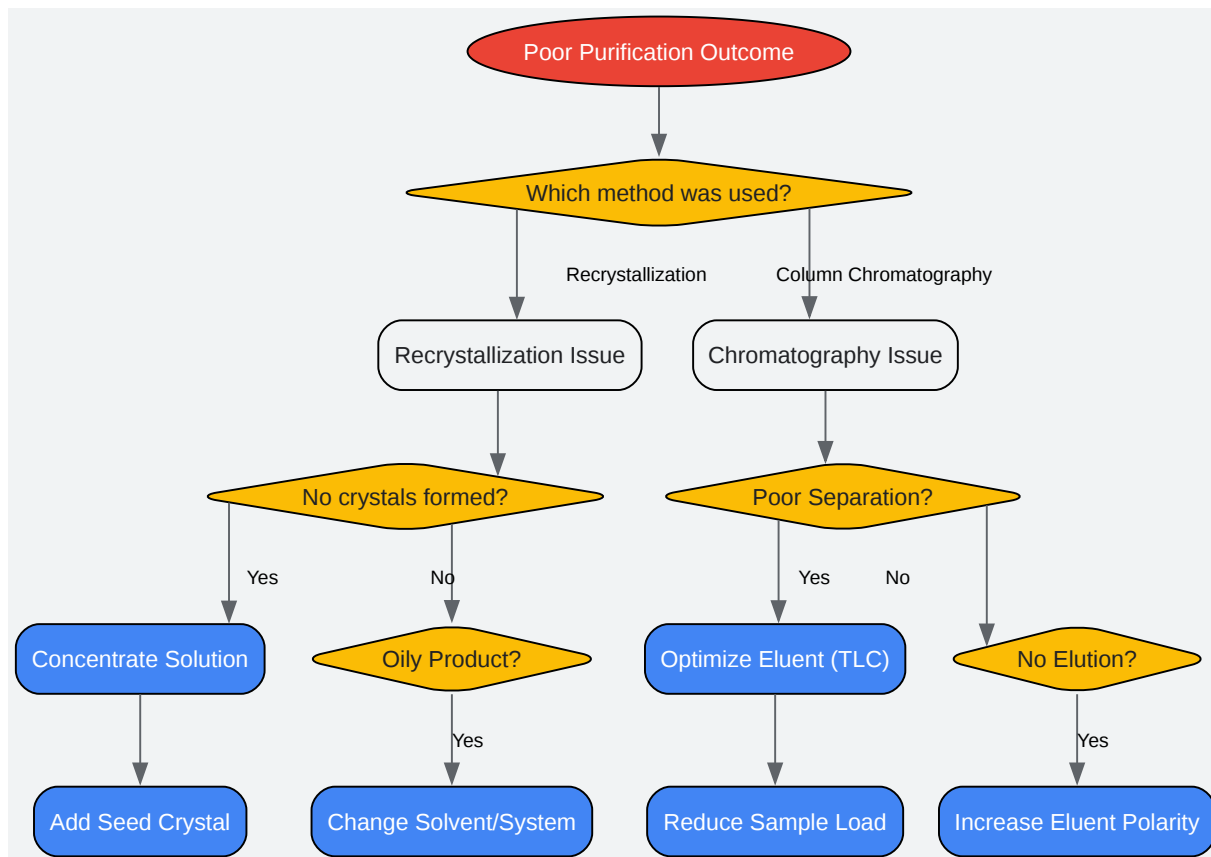 Poor Purification Outcome
Which method was used?
Recrystallization
Column Chromatography
Recrystallization Issue
Chromatography Issue
No crystals formed?
Poor Separation?
Yes
No
Yes
No
Concentrate Solution
Oily Product?
Optimize Eluent (TLC)
No Elution?
Yes
Yes
Add Seed Crystal
Change Solvent/System
Reduce Sample Load
Increase Eluent Polarity